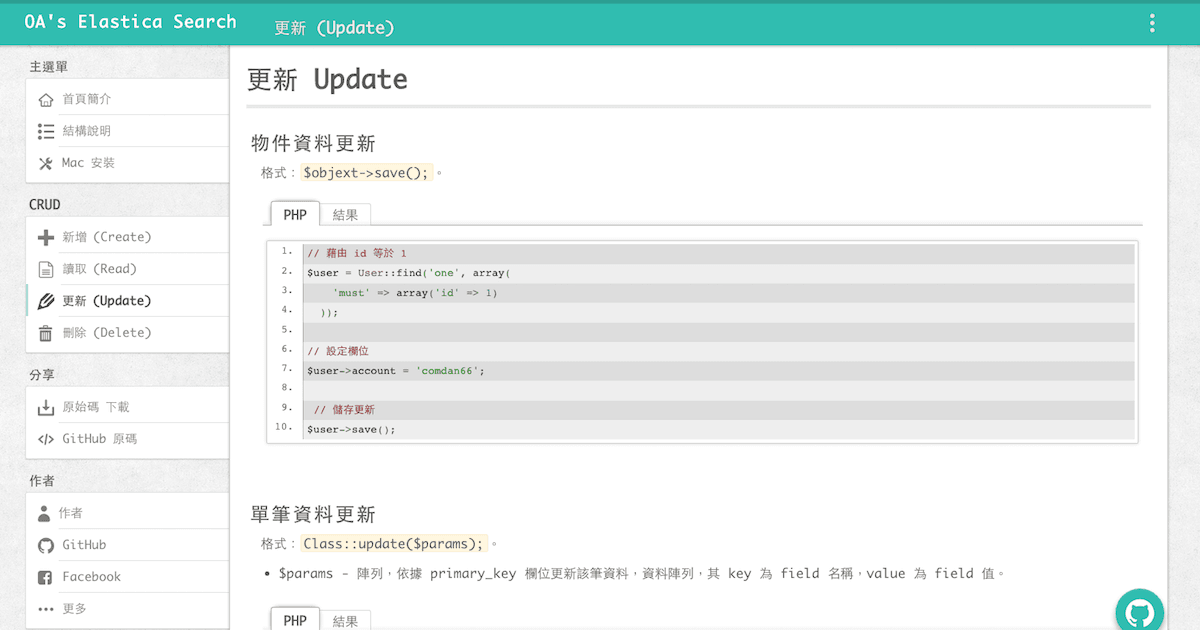 OA's Elastica Search
更新 (Update)
主選單
首頁簡介
結構說明
Mac 安裝
CRUD
新增 (Create)
讀取 (Read)
更新 (Update)
刪除 (Delete)
分享
原始碼 下載
GitHub 原碼
作者
作者
GitHub
Facebook
更多
更新 Update
物件資料更新
格式：$objext->save();。
PHP 結果
1. // 藉由 id 等於 1
2. $user = User::find('one', array(
3. 'must' => array('id' => 1)
4. ));
5.
6. // 設定欄位
7. $user->account = 'comdan66';
8.
9. // 儲存更新
10. $user->save();
單筆資料更新
格式：Class::update($params);。
• $params - 陣列，依據 primary_key 欄位更新該筆資料，資料陣列，其 key 為 field 名稱，value 為 field 值。
PHP 結果